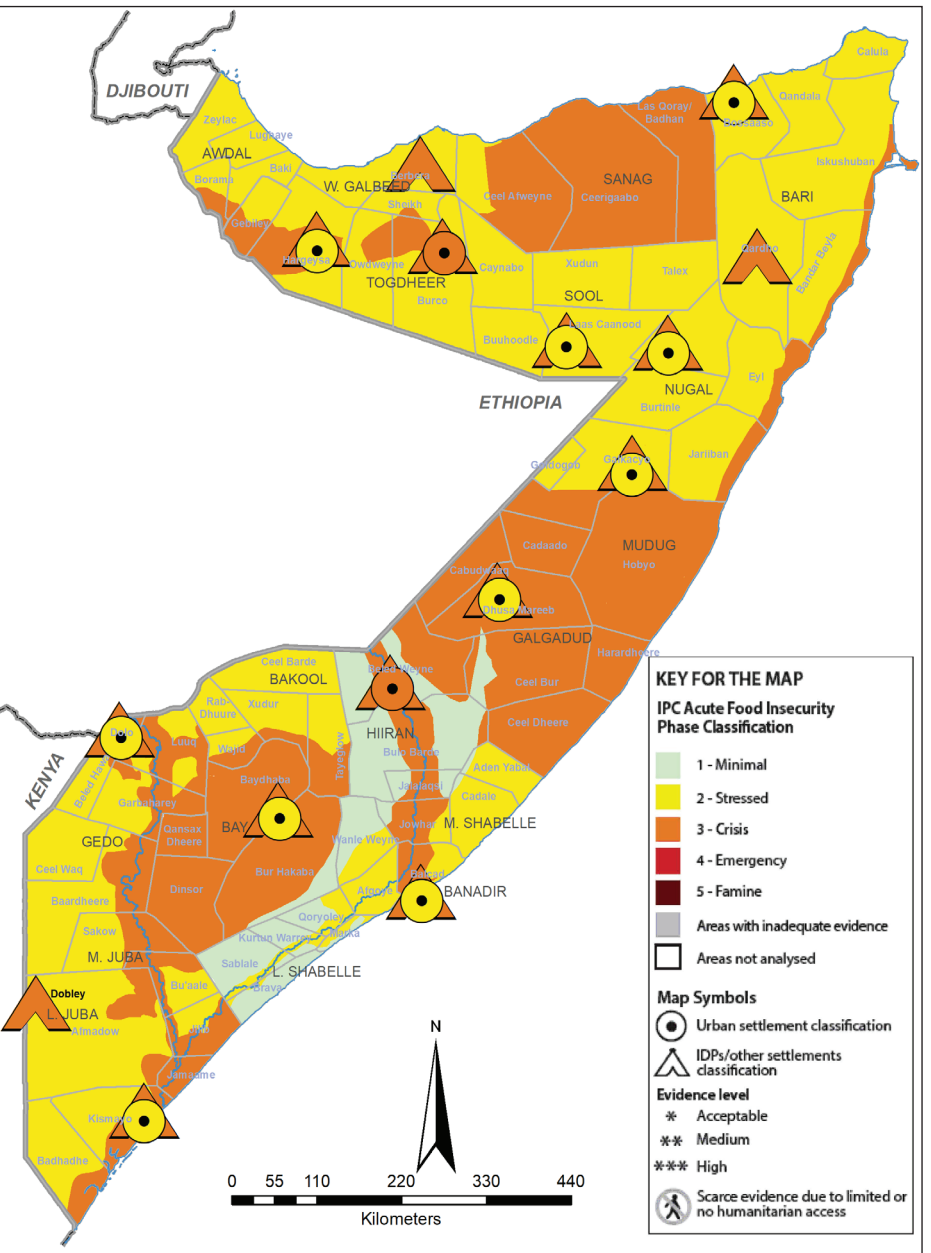 DJIBOUTI
Calula
Qandala
Las Qoray/
Badhan
Bossaaso
Zeylac
Lughaye
AWDAL
Baki
Borama
W. GALBEED
Berbera
Sheikh
Gebiley
Iskushuban
SANAG
Ceel Afweyne
Ceerigaabo
BARI
Hargeysa
Owdweyne
TOGDHEER
Burco
Caynabo
Xudun
Talex
Qardho
Bandar Beyla
SOOL
Laas Caanood
Buuhoodle
ETHIOPIA
NUGAL
Eyl
Burtinle
Jariiban
Galdogob
Galkacyo
MUDUG
Hobyo
Cadaado
Cabudwaaq
Dhusa Mareeb
GALGADUD
Harardheere
Ceel Bur
Ceel Dheere
Ceel Barde
BAKOOL
Belet Weyne
Rab-
Dhuure
Xudur
HIIRAN
Bulo Burce
Dolo
Luuq
Wajid
Tayeglow
Aden Yabal
KENYA
Beled Hawa
Garbaharey
Baydhaba
Jalalaqsi
Cadale
Jowhar
M. SHABELLE
GEDO
Qansax
Dheere
BAY
Wanle Weyne
Ceel Waq
Bur Hakaba
Balcad
BANADIR
Afgoye
Baardheere
Dinsor
Qoryoley
Marka
Kurtun Warrey
Sakow
M. JUBA
Sablale
L. SHABELLE
Brava
Bu'aale
Dobley
L. JUBA
Afmadow
Jilib
Jamaame
Kismayo
Badhadhe
N
0 55 110 220 330 440
Kilometers
KEY FOR THE MAP
IPC Acute Food Insecurity
Phase Classification
1 - Minimal
2 - Stressed
3 - Crisis
4 - Emergency
5 - Famine
Areas with inadequate evidence
Areas not analysed
Map Symbols
Urban settlement classification
IDPs/other settlements
classification
Evidence level
* Acceptable
** Medium
*** High
Scarce evidence due to limited or
no humanitarian access